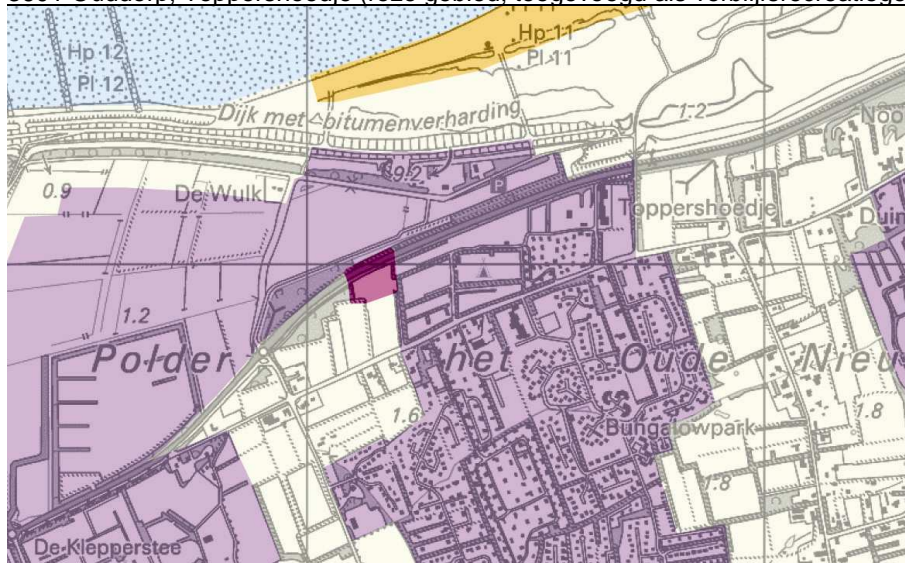 Hp 12
Hp 11
Pl 12
Pl 11
Dijk met bitumenverharding
1.2
0.9
De Wulk
9.2
P
Toppershoedje
1.2
Polder het Oude
1.6
Bungalowpark
1.8
1.8
De Klepperstee